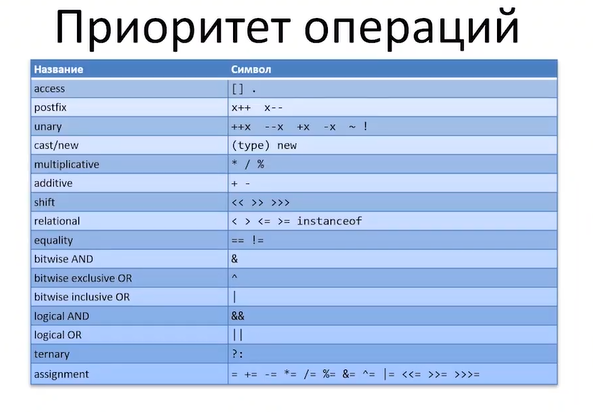 Приоритет операций
Название Символ
access [] .
postfix x++ x--
unary ++x --x +x -x ~ !
cast/new (type) new
multiplicative * / %
additive + -
shift << >> >>>
relational < > <= >= instanceof
equality == !=
bitwise AND &
bitwise exclusive OR ^
bitwise inclusive OR |
logical AND &&
logical OR ||
ternary ?:
assignment = += -= *= /= %= &= ^= |= <<= >>= >>>=